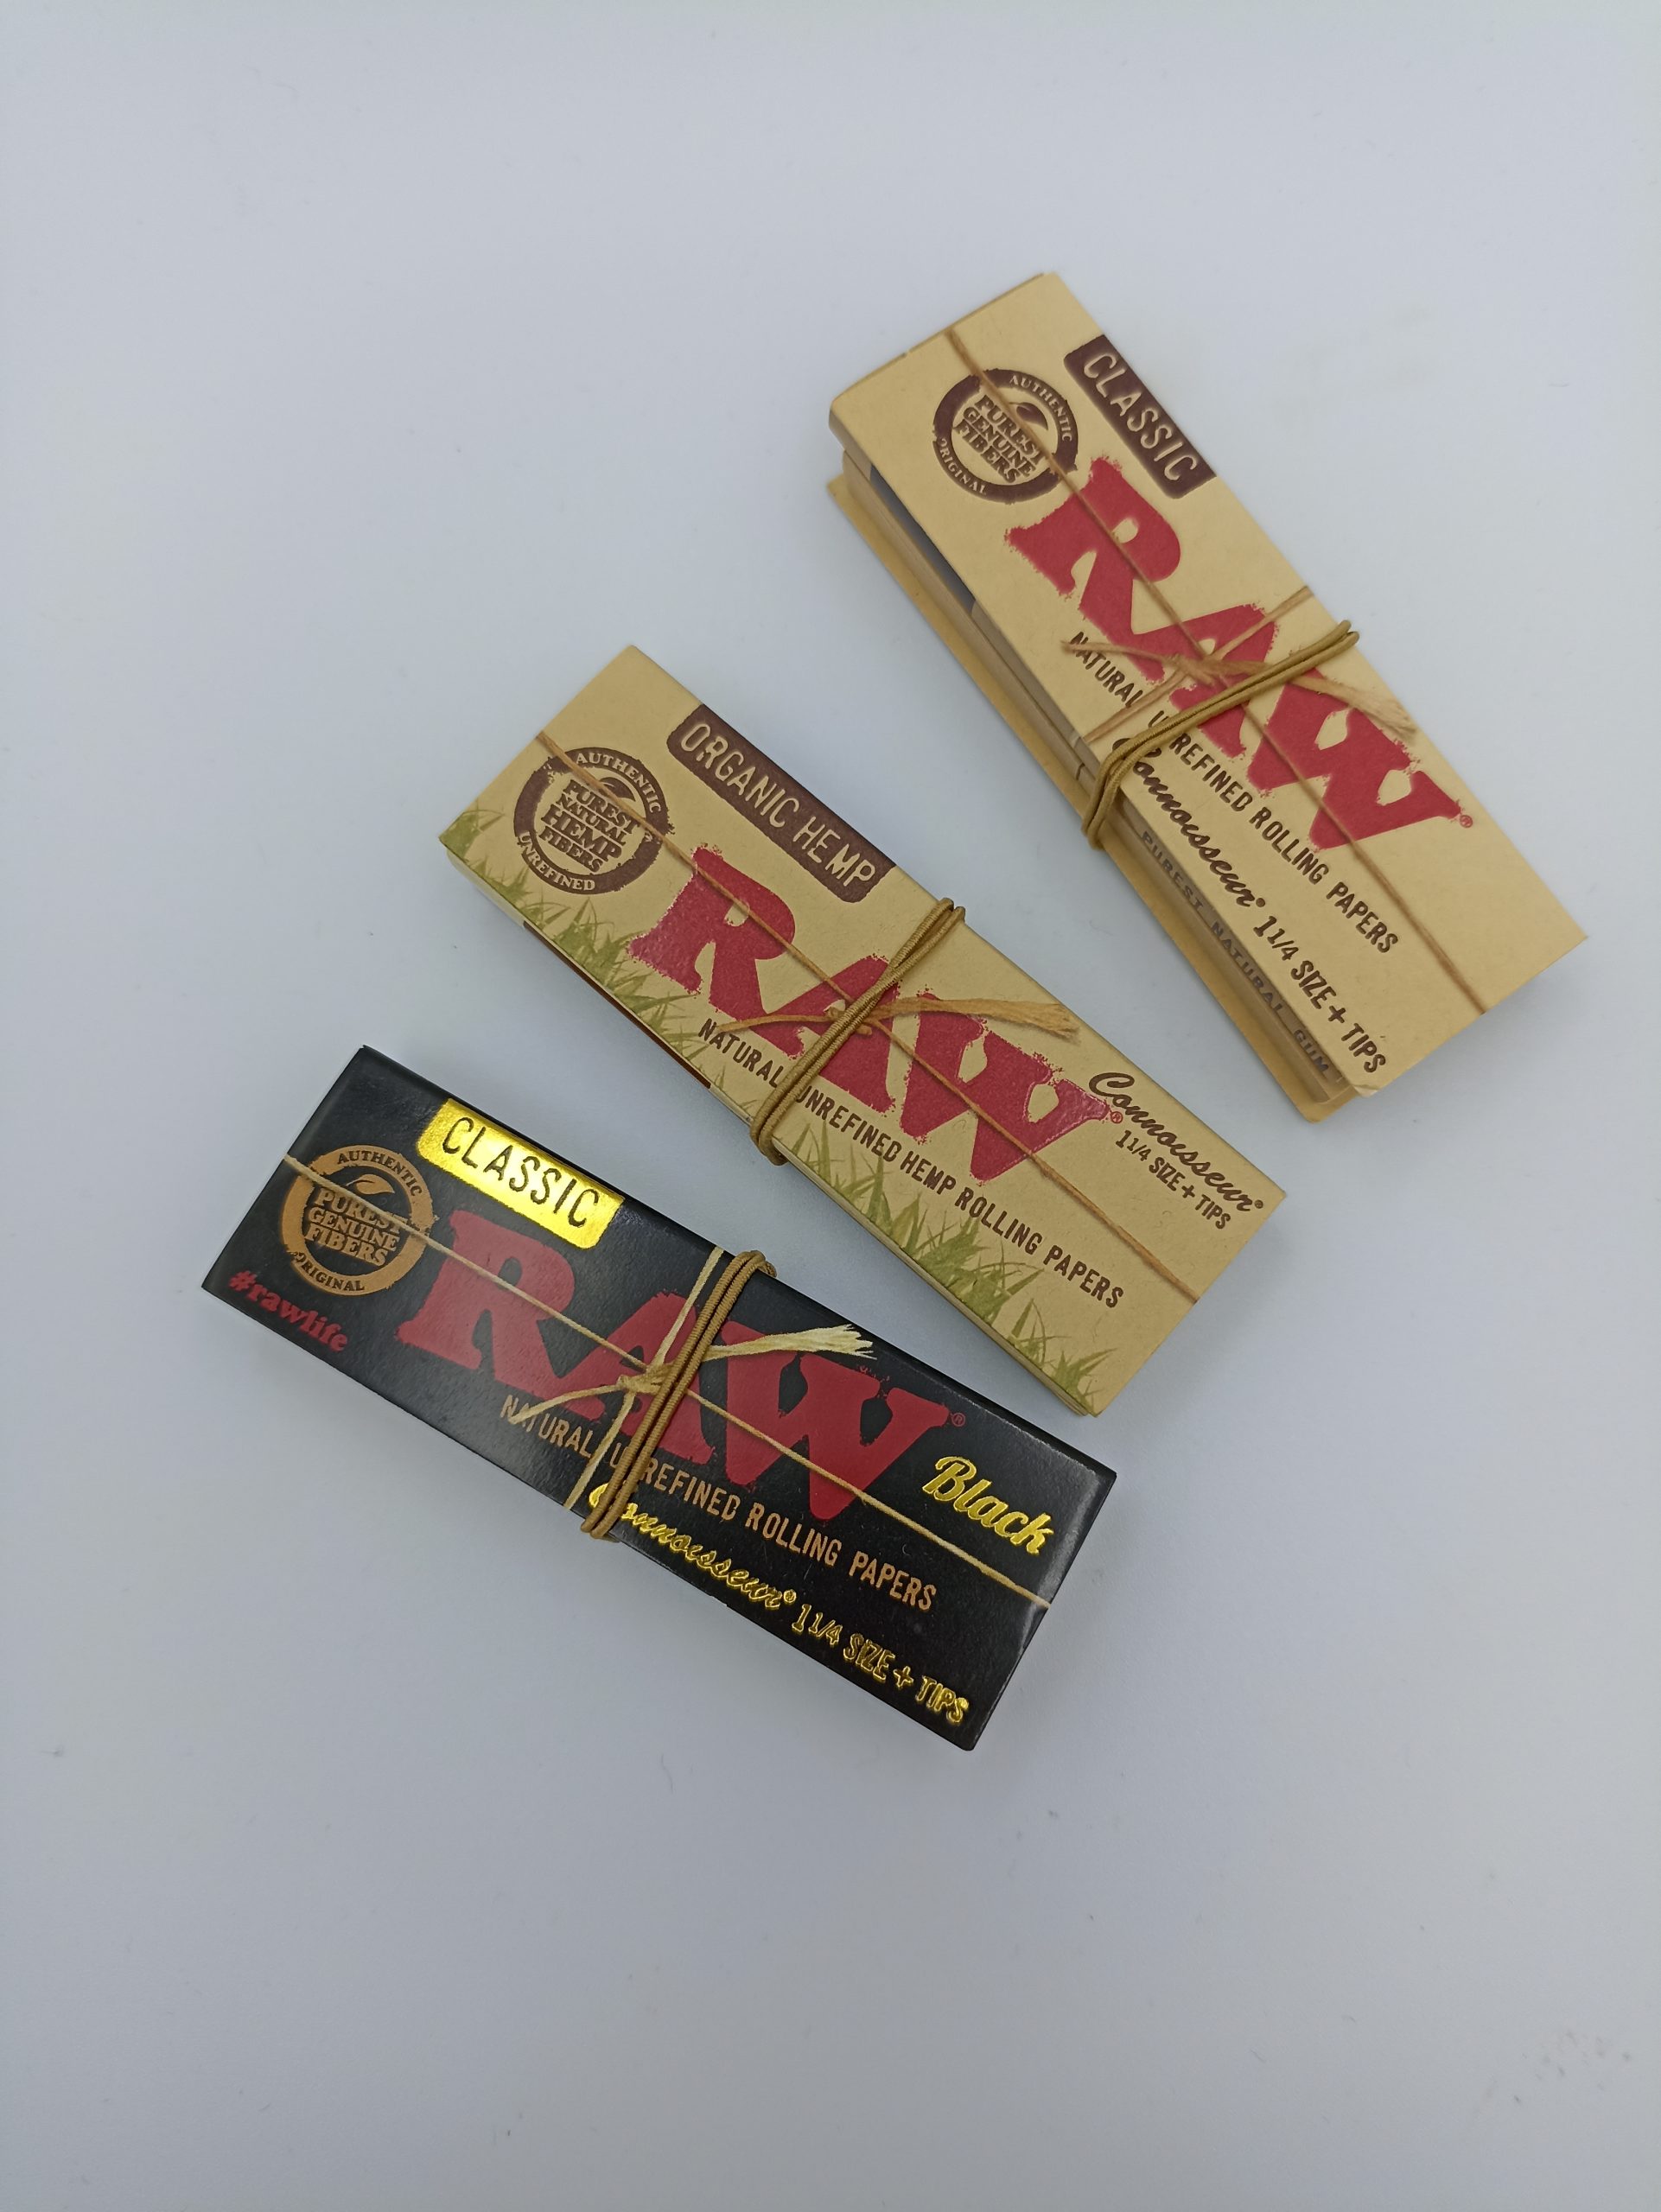 CLASSIC
AUTHENTIC
PUREST
GENUINE
FIBERS
ORIGINAL
RAW®
NATURAL UNREFINED ROLLING PAPERS
Connoisseur® 1 1/4 SIZE + TIPS
PUREST NATURAL GUM
ORGANIC HEMP
AUTHENTIC
PUREST
NATURAL
HEMP
FIBERS
UNREFINED
RAW®
Connoisseur®
1 1/4 SIZE + TIPS
NATURAL UNREFINED HEMP ROLLING PAPERS
CLASSIC
AUTHENTIC
PUREST
GENUINE
FIBERS
ORIGINAL
#rawlife
RAW®
Black
NATURAL UNREFINED ROLLING PAPERS
Connoisseur® 1 1/4 SIZE + TIPS